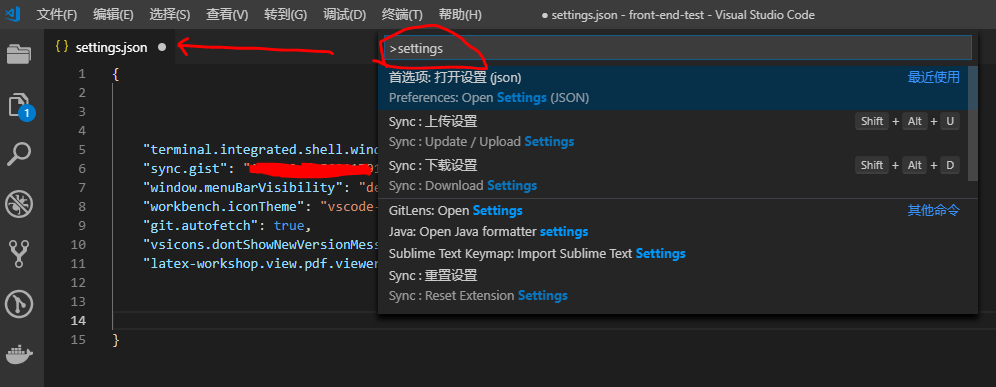 文件(F) 编辑(E) 选择(S) 查看(V) 转到(G) 调试(D) 终端(T) 帮助(H) ● settings.json - front-end-test - Visual Studio Code
{} settings.json ●
>settings
首选项: 打开设置 (json) 最近使用
Preferences: Open Settings (JSON)
Sync : 上传设置 Shift + Alt + U
Sync : Update / Upload Settings
Sync : 下载设置 Shift + Alt + D
Sync : Download Settings
GitLens: Open Settings 其他命令
Java: Open Java formatter settings
Sublime Text Keymap: Import Sublime Text Settings
Sync : 重置设置
Sync : Reset Extension Settings
1
1 {
2
3
4
5 "terminal.integrated.shell.wind
6 "sync.gist": "
7 "window.menuBarVisibility": "de
8 "workbench.iconTheme": "vscode-
9 "git.autofetch": true,
10 "vsicons.dontShowNewVersionMess
11 "latex-workshop.view.pdf.viewer
12
13
14
15 }